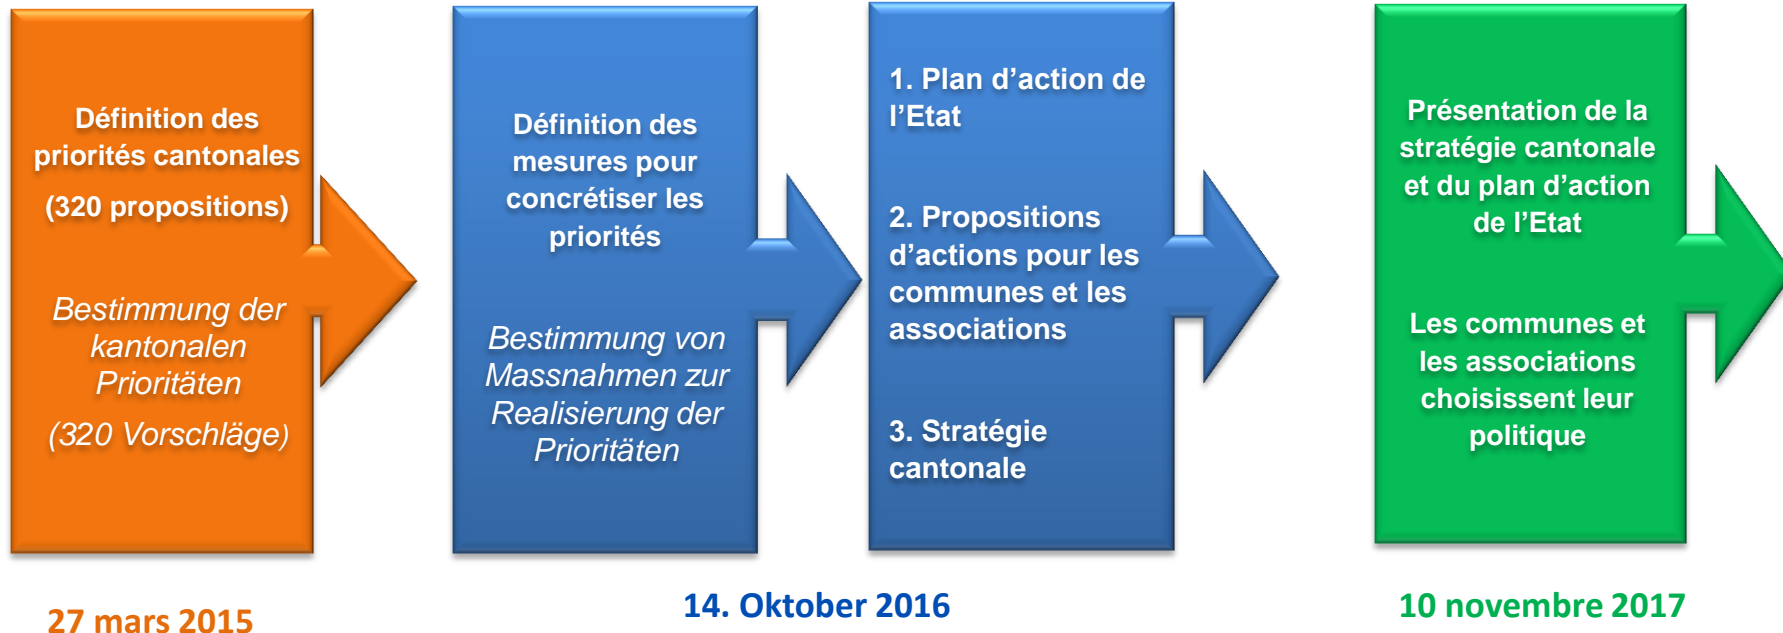 Définition des
priorités cantonales
(320 propositions)
Bestimmung der
kantonalen
Prioritäten
(320 Vorschläge)
Définition des
mesures pour
concrétiser les
priorités
Bestimmung von
Massnahmen zur
Realisierung der
Prioritäten
1. Plan d’action de
l’Etat
2. Propositions
d’actions pour les
communes et les
associations
3. Stratégie
cantonale
Présentation de la
stratégie cantonale
et du plan d’action
de l’Etat
Les communes et
les associations
choisissent leur
politique
27 mars 2015
14. Oktober 2016
10 novembre 2017